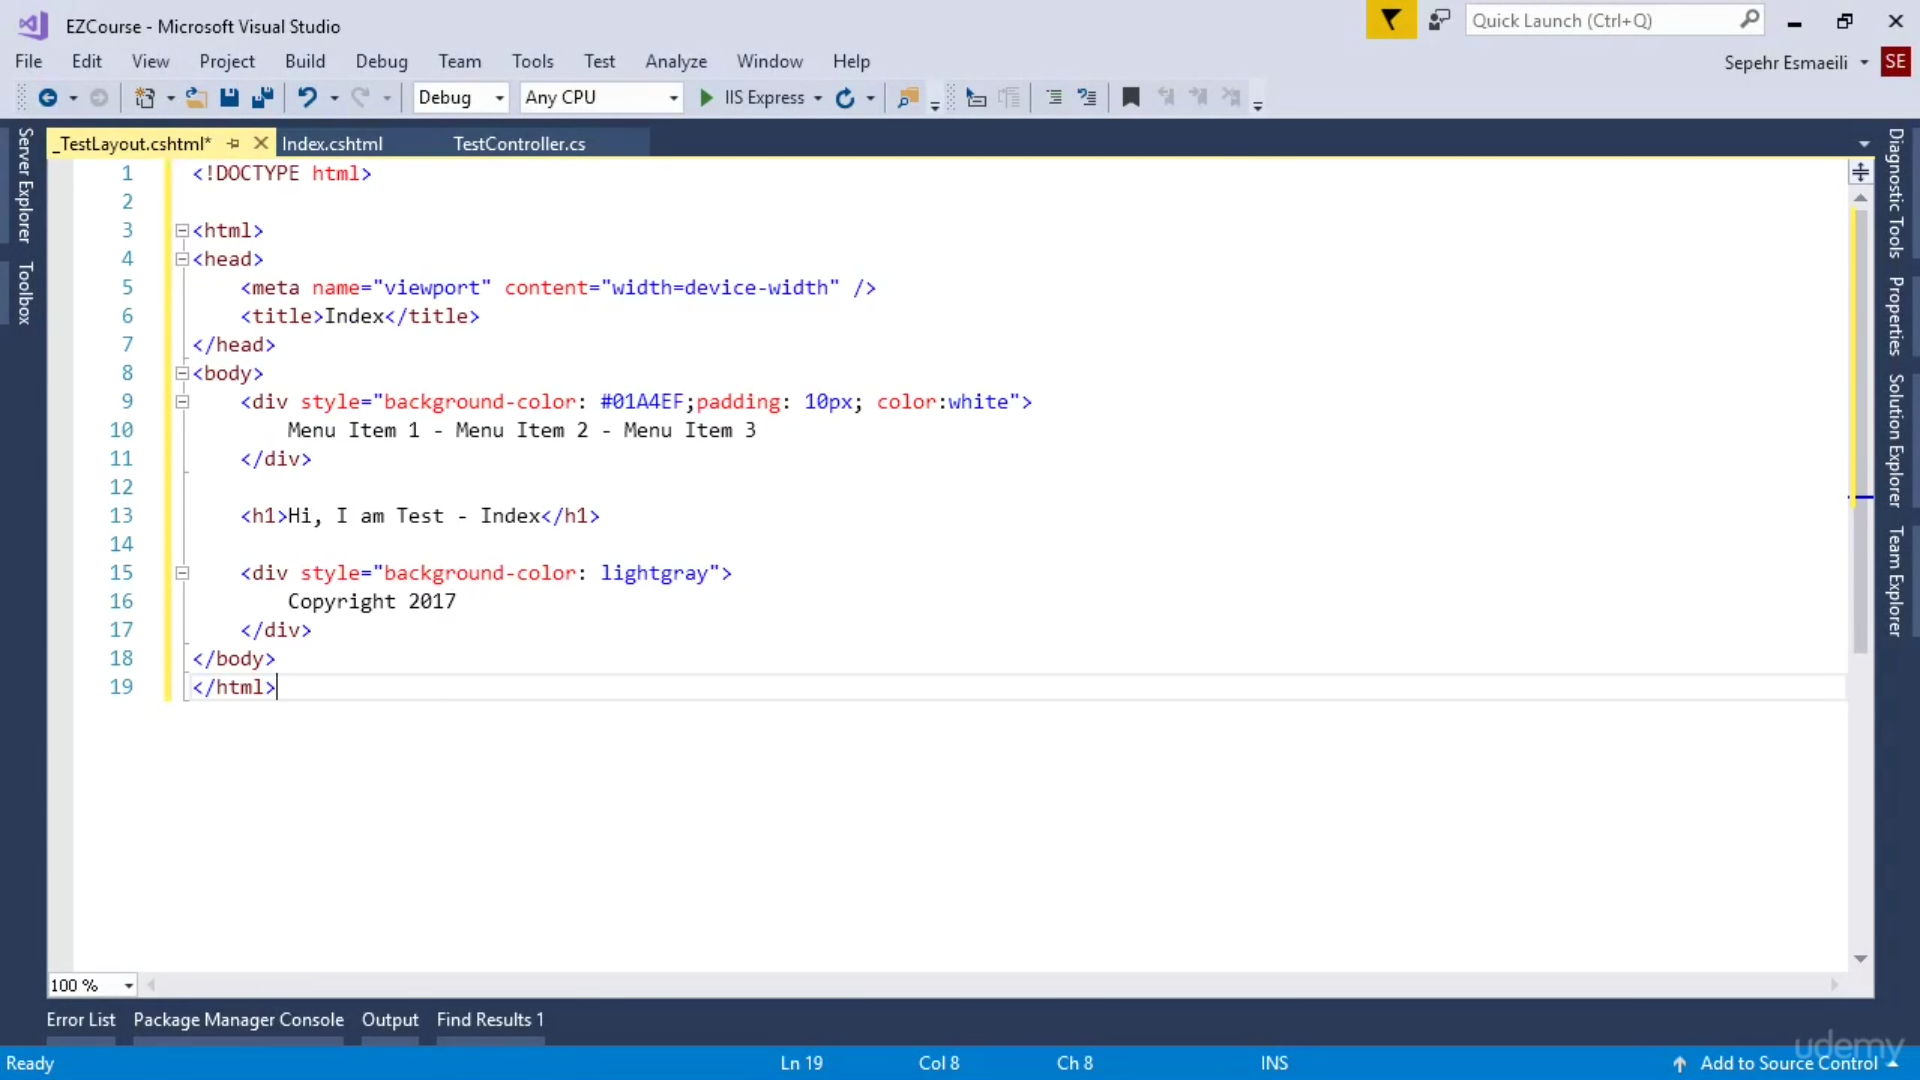 EZCourse - Microsoft Visual Studio
Quick Launch (Ctrl+Q)
File Edit View Project Build Debug Team Tools Test Analyze Window Help
Sepehr Esmaeili SE
Debug Any CPU IIS Express
_TestLayout.cshtml* Index.cshtml TestController.cs
Server Explorer
Toolbox
1 <!DOCTYPE html>
2
3 <html>
4 <head>
5 <meta name="viewport" content="width=device-width" />
6 <title>Index</title>
7 </head>
8 <body>
9 <div style="background-color: #01A4EF;padding: 10px; color:white">
10 Menu Item 1 - Menu Item 2 - Menu Item 3
11 </div>
12
13 <h1>Hi, I am Test - Index</h1>
14
15 <div style="background-color: lightgray">
16 Copyright 2017
17 </div>
18 </body>
19 </html>
Diagnostic Tools
Properties
Solution Explorer
Team Explorer
100 %
Error List Package Manager Console Output Find Results 1
udemy
Ready Ln 19 Col 8 Ch 8 INS Add to Source Control